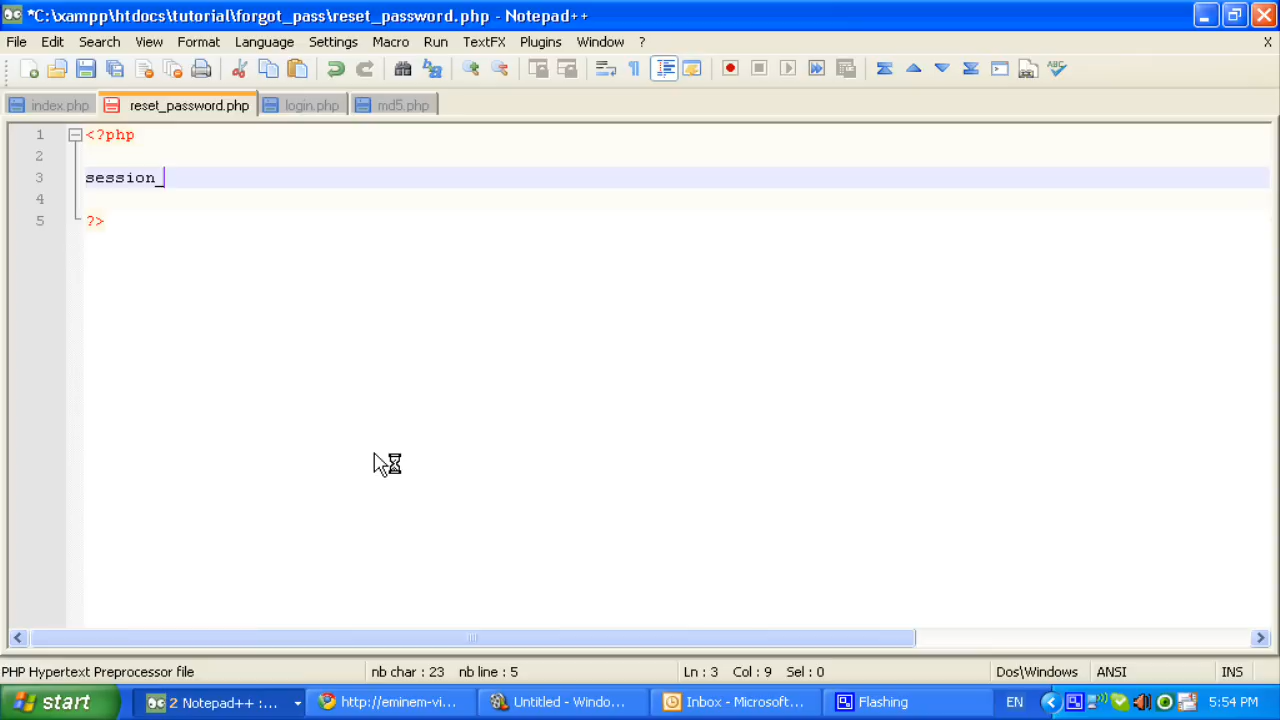 *C:\xampp\htdocs\tutorial\forgot_pass\reset_password.php - Notepad++
File Edit Search View Format Language Settings Macro Run TextFX Plugins Window ? X
index.php reset_password.php login.php md5.php
1 <?php
2
3 session_
4
5 ?>
PHP Hypertext Preprocessor file nb char : 23 nb line : 5 Ln : 3 Col : 9 Sel : 0 Dos\Windows ANSI INS
start 2 Notepad++ :... http://eminem-vi... Untitled - Windo... Inbox - Microsoft... Flashing EN 5:54 PM